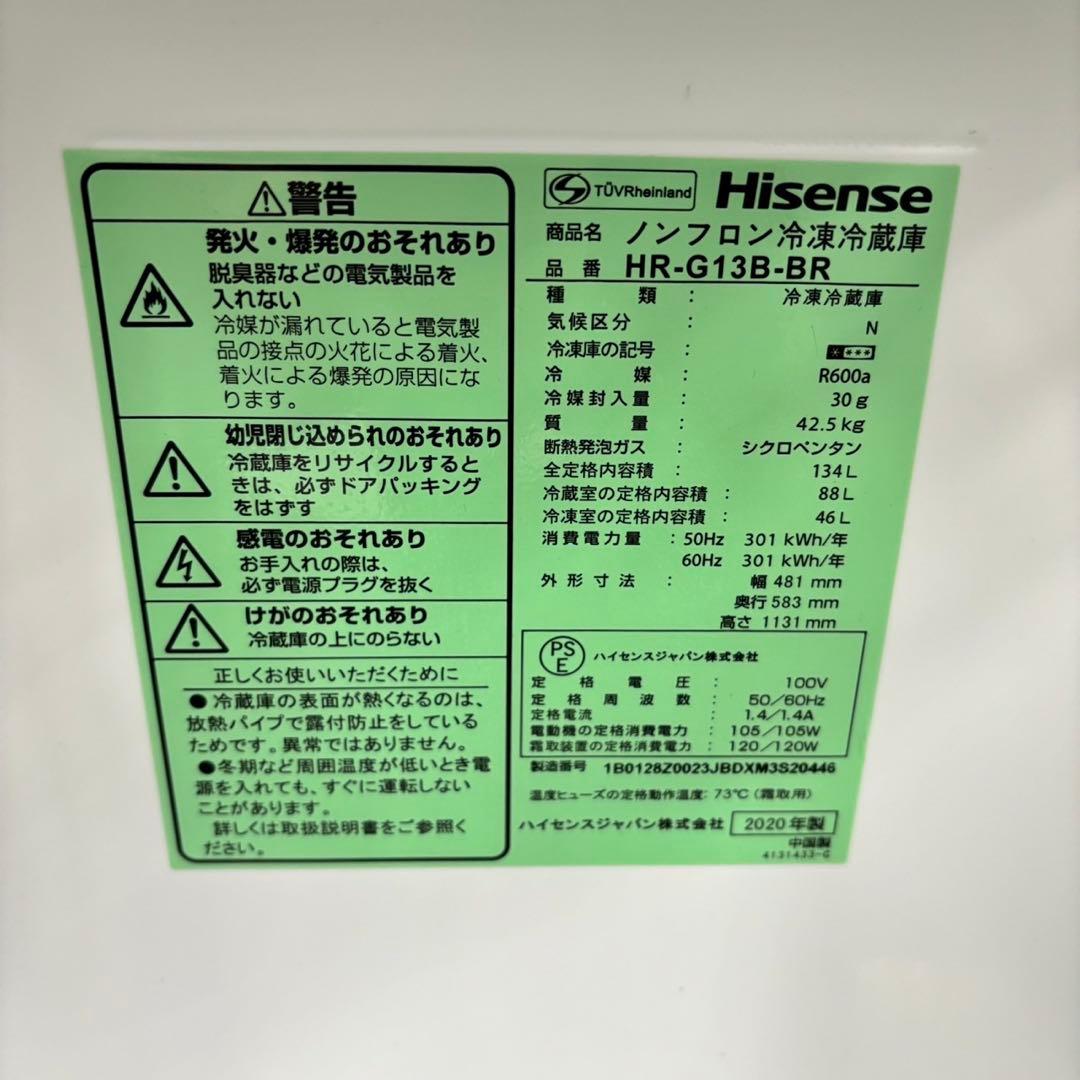 ⚠警告
発火・爆発のおそれあり
脱臭器などの電気製品を
入れない
冷媒が漏れていると電気製
品の接点の火花による着火、
着火による爆発の原因にな
ります。
幼児閉じ込められのおそれあり
冷蔵庫をリサイクルすると
きは、必ずドアパッキング
をはずす
感電のおそれあり
お手入れの際は、
必ず電源プラグを抜く
けがのおそれあり
冷蔵庫の上にのらない
正しくお使いいただくために
●冷蔵庫の表面が熱くなるのは、
放熱パイプで露付防止をしている
ためです。異常ではありません。
●冬期など周囲温度が低いとき電
源を入れても、すぐに運転しない
ことがあります。
詳しくは取扱説明書をご参照く
ださい。
TÜVRheinland Hisense
商品名 ノンフロン冷凍冷蔵庫
品番 HR-G13B-BR
種類 : 冷凍冷蔵庫
気候区分 : N
冷凍庫の記号 : ****
冷媒 : R600a
冷媒封入量 : 30g
質量 : 42.5kg
断熱発泡ガス : シクロペンタン
全定格内容積 : 134L
冷蔵室の定格内容積 : 88L
冷凍室の定格内容積 : 46L
消費電力量 : 50Hz 301 kWh/年
60Hz 301 kWh/年
外形寸法 : 幅 481 mm
奥行 583 mm
高さ 1131 mm
PSE ハイセンスジャパン株式会社
定格電圧 : 100V
定格周波数 : 50/60Hz
定格電流 : 1.4/1.4A
電動機の定格消費電力 : 105/105W
霜取装置の定格消費電力 : 120/120W
製造番号 1B0128Z0023JBDXM3S20446
温度ヒューズの定格動作温度: 73℃(霜取用)
ハイセンスジャパン株式会社 2020年製
中国製
4131433-G